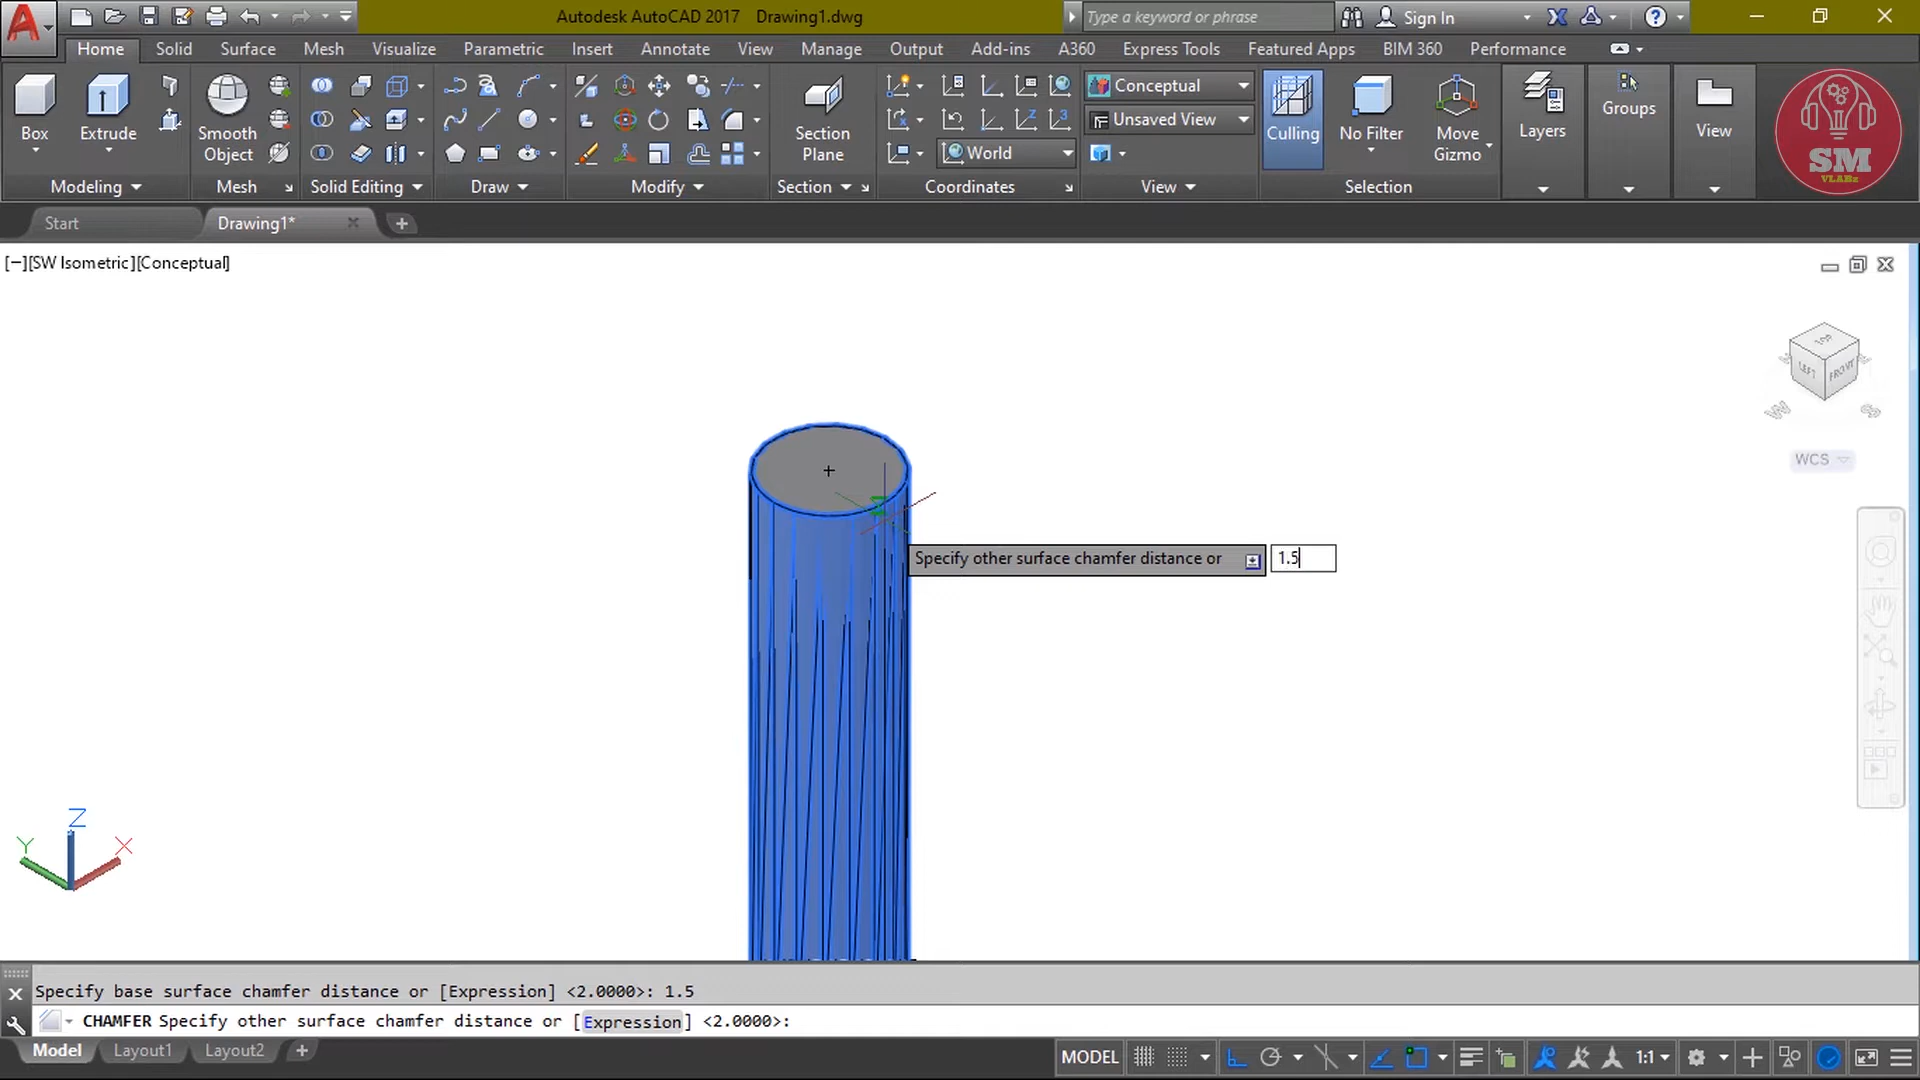 Autodesk AutoCAD 2017 Drawing1.dwg
Type a keyword or phrase
Sign In
Home Solid Surface Mesh Visualize Parametric Insert Annotate View Manage Output Add-ins A360 Express Tools Featured Apps BIM 360 Performance
Box
Extrude
Smooth
Object
Section
Plane
World
Conceptual
Unsaved View
Culling
No Filter
Move
Gizmo
Layers
Groups
View
SM
VLABz
Modeling Mesh Solid Editing Draw Modify Section Coordinates View Selection
Start Drawing1*
[−][SW Isometric][Conceptual]
TOP
LEFT FRONT
W S
WCS
Specify other surface chamfer distance or 1.5
Z
Y X
Specify base surface chamfer distance or [Expression] <2.0000>: 1.5
CHAMFER Specify other surface chamfer distance or [Expression] <2.0000>:
Model Layout1 Layout2
MODEL 1:1